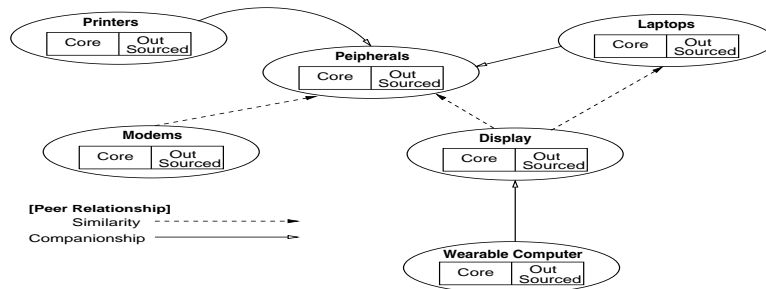 Printers
Core
Out
Sourced
Laptops
Core
Out
Sourced
Peipherals
Core
Out
Sourced
Modems
Core
Out
Sourced
Display
Core
Out
Sourced
[Peer Relationship]
Similarity
Companionship
Wearable Computer
Core
Out
Sourced